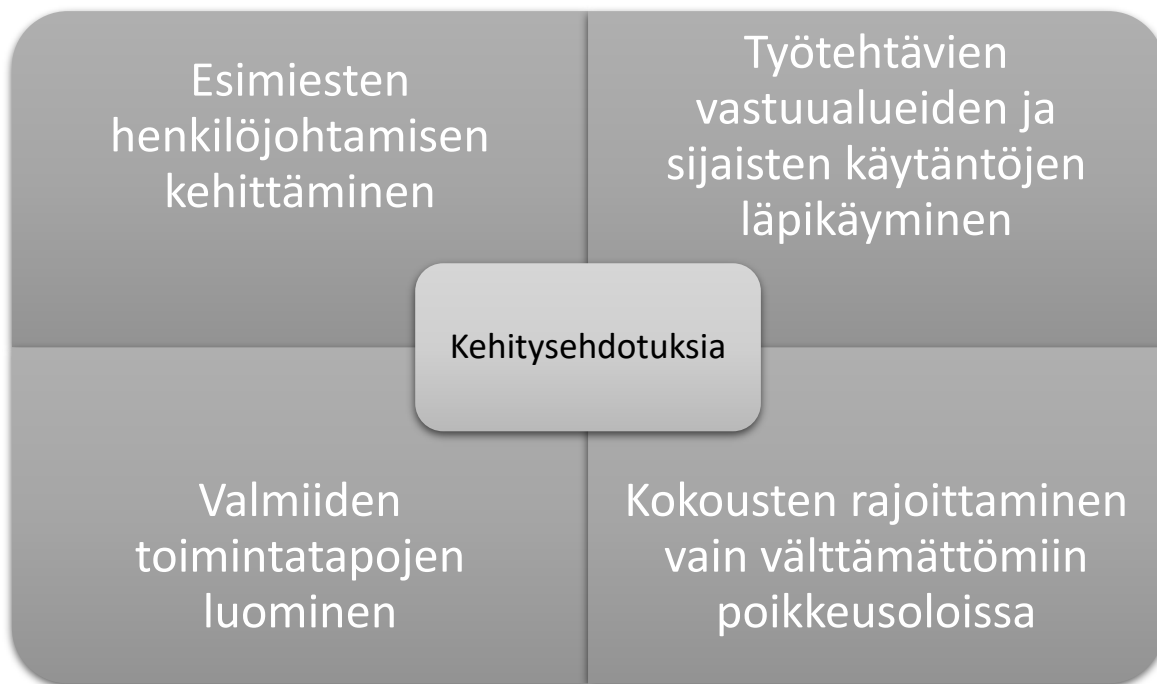 Esimiesten
henkilöjohtamisen
kehittäminen
Työtehtävien
vastuualueiden ja
sijaisten käytäntöjen
läpikäyminen
Kehitysehdotuksia
Valmiiden
toimintatapojen
luominen
Kokousten rajoittaminen
vain välttämättömiin
poikkeusoloissa